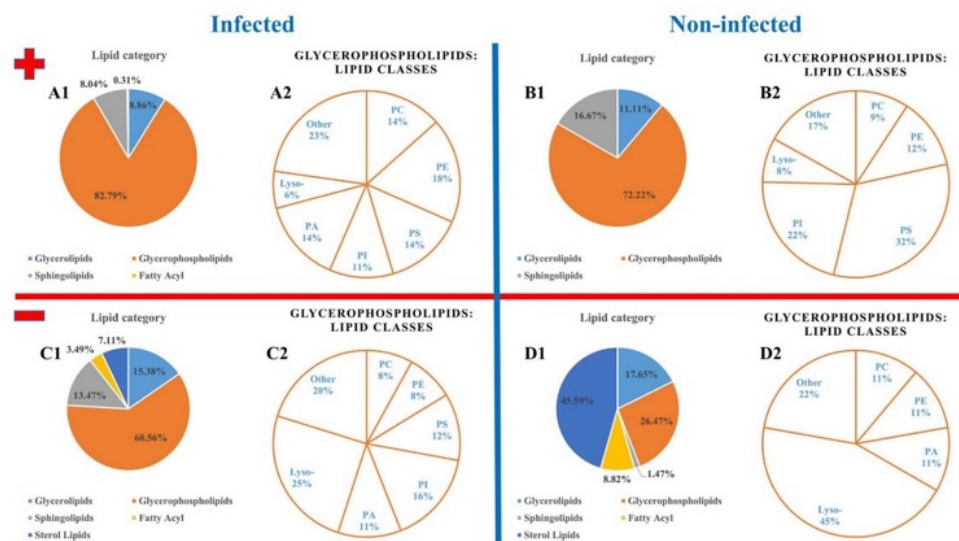 Infected
Non-infected
Lipid category
GLYCEROPHOSPHOLIPIDS:
LIPID CLASSES
A1
8.04%
0.31%
8.86%
82.79%
Glycerolipids
Glycerophospholipids
Sphingolipids
Fatty Acyl
A2
PC
14%
PE
18%
PS
14%
PI
11%
PA
14%
Lyso-
6%
Other
23%
Lipid category
GLYCEROPHOSPHOLIPIDS:
LIPID CLASSES
B1
16.67%
11.11%
72.22%
Glycerolipids
Glycerophospholipids
Sphingolipids
B2
PC
9%
PE
12%
PS
32%
PI
22%
Lyso-
8%
Other
17%
Lipid category
GLYCEROPHOSPHOLIPIDS:
LIPID CLASSES
C1
7.11%
3.49%
15.38%
13.47%
60.56%
Glycerolipids
Glycerophospholipids
Sphingolipids
Fatty Acyl
Sterol Lipids
C2
PC
8%
PE
8%
PS
12%
PI
16%
PA
11%
Lyso-
25%
Other
20%
Lipid category
GLYCEROPHOSPHOLIPIDS:
LIPID CLASSES
D1
45.59%
17.65%
26.47%
1.47%
8.82%
Glycerolipids
Glycerophospholipids
Sphingolipids
Fatty Acyl
Sterol Lipids
D2
PC
11%
PE
11%
PA
11%
Lyso-
45%
Other
22%